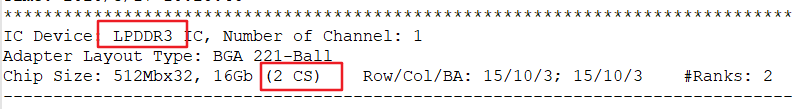 ********************************************************************************
IC Device: LPDDR3 IC, Number of Channel: 1
Adapter Layout Type: BGA 221-Ball
Chip Size: 512Mbx32, 16Gb (2 CS)    Row/Col/BA: 15/10/3; 15/10/3    #Ranks: 2
--------------------------------------------------------------------------------